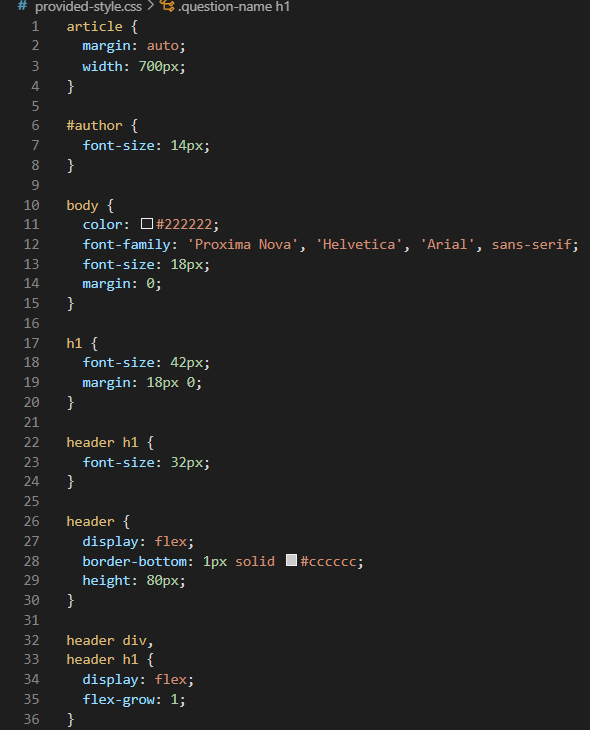 # provided-style.css > .question-name h1
1 article {
2   margin: auto;
3   width: 700px;
4 }
5
6 #author {
7   font-size: 14px;
8 }
9
10 body {
11   color: #222222;
12   font-family: 'Proxima Nova', 'Helvetica', 'Arial', sans-serif;
13   font-size: 18px;
14   margin: 0;
15 }
16
17 h1 {
18   font-size: 42px;
19   margin: 18px 0;
20 }
21
22 header h1 {
23   font-size: 32px;
24 }
25
26 header {
27   display: flex;
28   border-bottom: 1px solid #cccccc;
29   height: 80px;
30 }
31
32 header div,
33 header h1 {
34   display: flex;
35   flex-grow: 1;
36 }